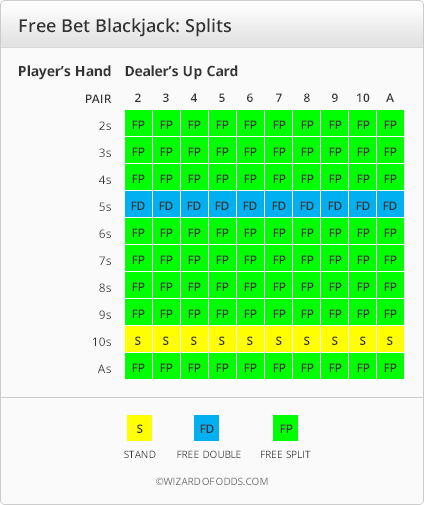 Free Bet Blackjack: Splits
Player's Hand Dealer's Up Card
PAIR 2 3 4 5 6 7 8 9 10 A
2s FP FP FP FP FP FP FP FP FP FP
3s FP FP FP FP FP FP FP FP FP FP
4s FP FP FP FP FP FP FP FP FP FP
5s FD FD FD FD FD FD FD FD FD FD
6s FP FP FP FP FP FP FP FP FP FP
7s FP FP FP FP FP FP FP FP FP FP
8s FP FP FP FP FP FP FP FP FP FP
9s FP FP FP FP FP FP FP FP FP FP
10s S S S S S S S S S S
As FP FP FP FP FP FP FP FP FP FP
S FD FP
STAND FREE DOUBLE FREE SPLIT
©WIZARDOFODDS.COM